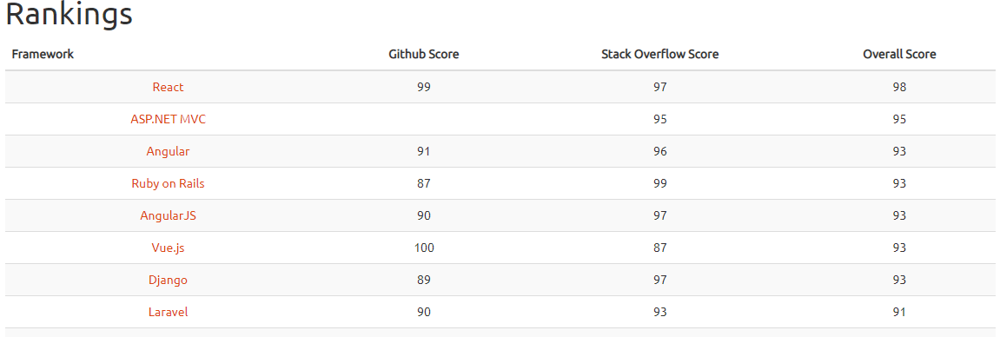 Rankings
Framework Github Score Stack Overflow Score Overall Score
React 99 97 98
ASP.NET MVC 95 95
Angular 91 96 93
Ruby on Rails 87 99 93
AngularJS 90 97 93
Vue.js 100 87 93
Django 89 97 93
Laravel 90 93 91